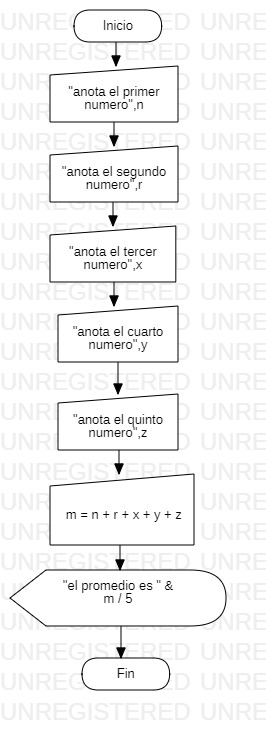 Inicio
"anota el primer
numero",n
"anota el segundo
numero",r
"anota el tercer
numero",x
"anota el cuarto
numero",y
"anota el quinto
numero",z
m = n + r + x + y + z
"el promedio es " &
m / 5
Fin
UNREGISTERED